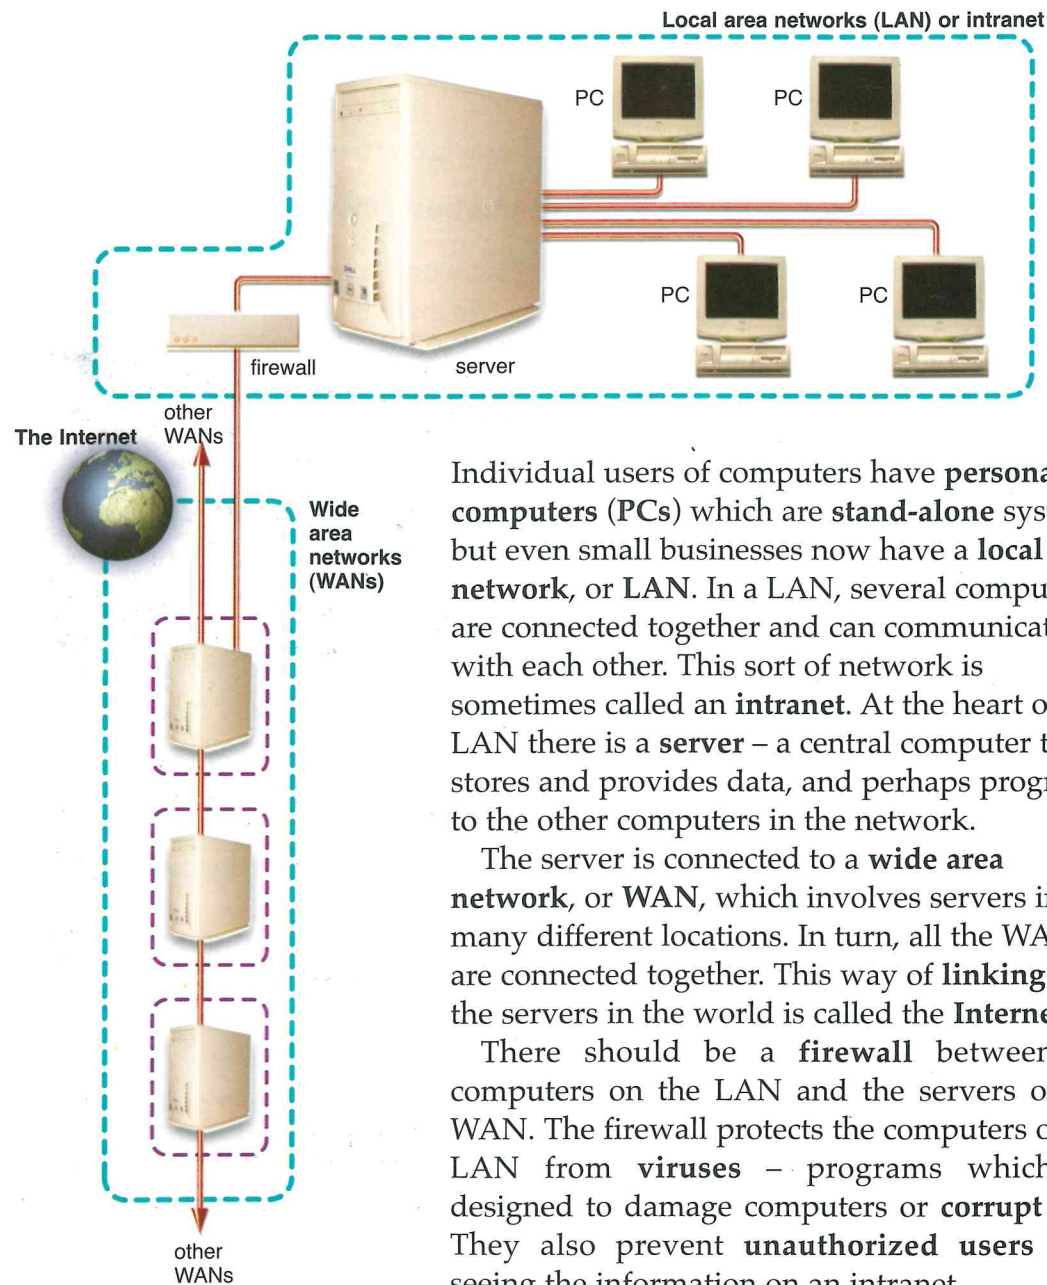 Local area networks (LAN) or intranet
PC
PC
PC
PC
DELL
firewall
server
other
WANs
The Internet
Wide
area
networks
(WANs)
other
WANs
Individual users of computers have persona
computers (PCs) which are stand-alone sys
but even small businesses now have a local
network, or LAN. In a LAN, several compu
are connected together and can communicat
with each other. This sort of network is
sometimes called an intranet. At the heart o
LAN there is a server – a central computer t
stores and provides data, and perhaps progr
to the other computers in the network.
The server is connected to a wide area
network, or WAN, which involves servers i
many different locations. In turn, all the WA
are connected together. This way of linking
the servers in the world is called the Interne
There should be a firewall between
computers on the LAN and the servers o
WAN. The firewall protects the computers o
LAN from viruses – programs which
designed to damage computers or corrupt
They also prevent unauthorized users
seeing the information on an intranet